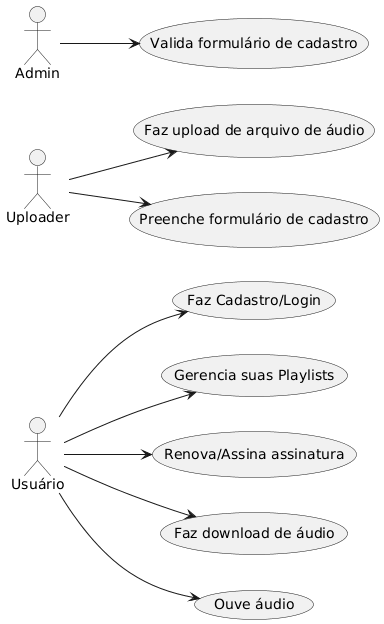 Valida formulário de cadastro
Admin
Faz upload de arquivo de áudio
Uploader
Preenche formulário de cadastro
Faz Cadastro/Login
Gerencia suas Playlists
Renova/Assina assinatura
Usuário
Faz download de áudio
Ouve áudio